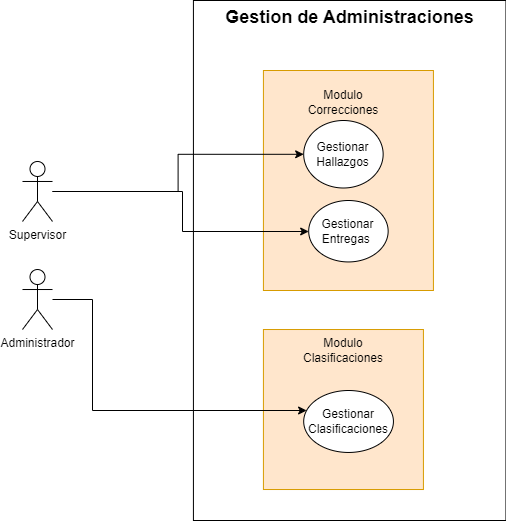 Gestion de Administraciones
Modulo
Correcciones
Gestionar
Hallazgos
Gestionar
Entregas
Supervisor
Administrador
Modulo
Clasificaciones
Gestionar
Clasificaciones